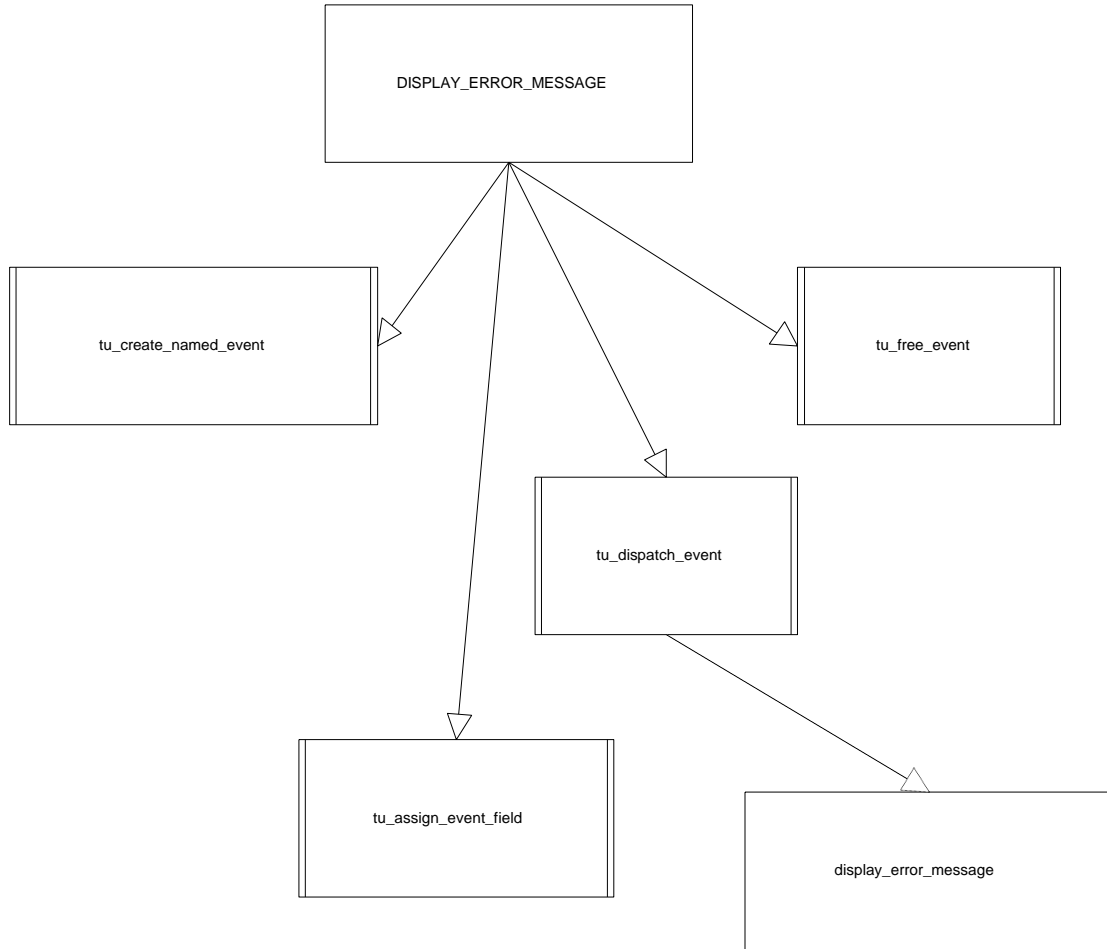 DISPLAY_ERROR_MESSAGE
tu_create_named_event
tu_free_event
tu_dispatch_event
tu_assign_event_field
display_error_message